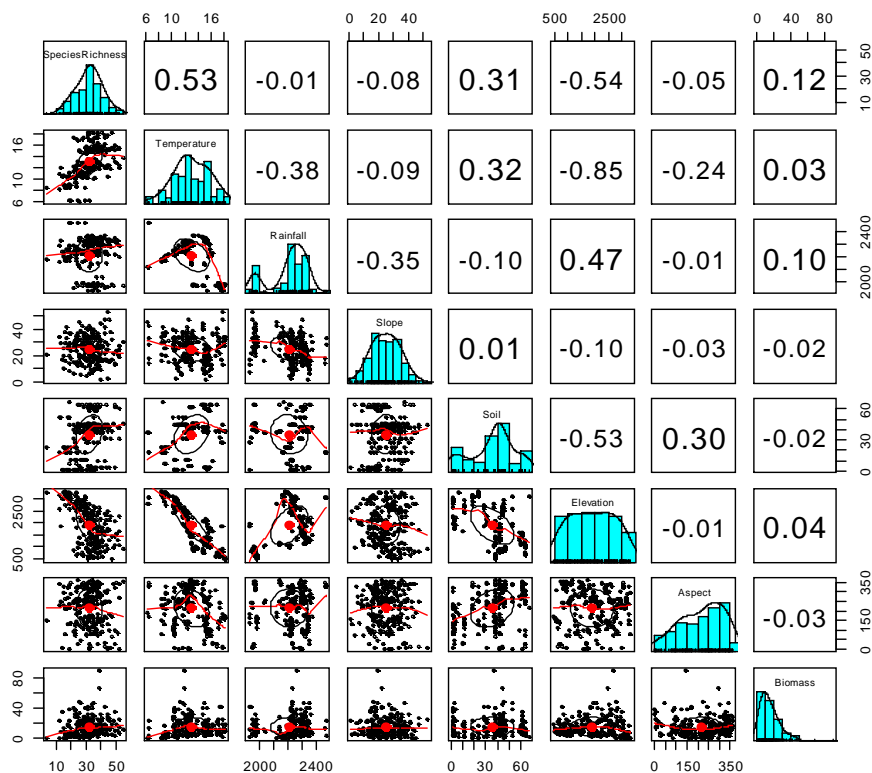 6 10 16 0 20 40 500 2500 0 40 80
SpeciesRichness 0.53 -0.01 -0.08 0.31 -0.54 -0.05 0.12 10 30 50
6 10 16 Temperature -0.38 -0.09 0.32 -0.85 -0.24 0.03
Rainfall -0.35 -0.10 0.47 -0.01 0.10 2000 2400
0 20 40 Slope 0.01 -0.10 -0.03 -0.02
Soil -0.53 0.30 -0.02 0 30 60
500 2500 Elevation -0.01 0.04
Aspect -0.03 0 150 350
0 40 80 Biomass
10 30 50 2000 2400 0 40 60 0 150 350